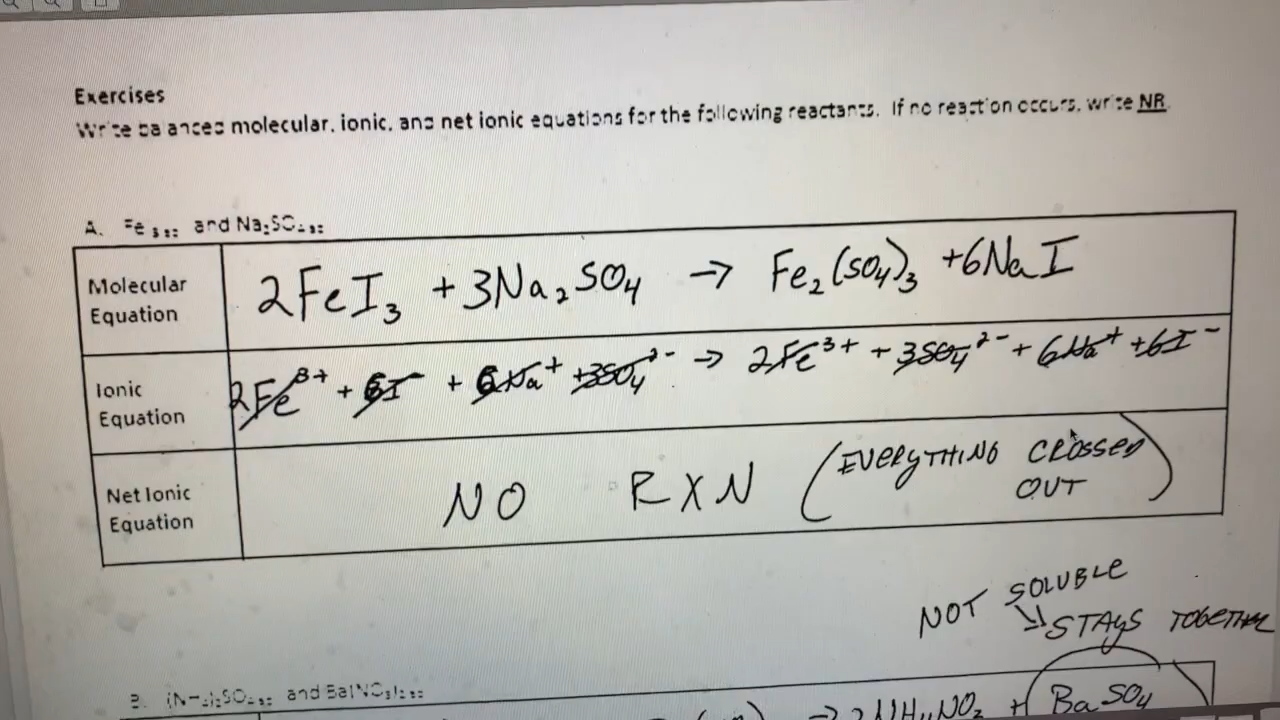 Exercises
Write balanced molecular, ionic, and net ionic equations for the following reactants. If no reaction occurs, write NR.
A. and Na₂SO₄
Molecular Equation
2FeI₃ + 3Na₂SO₄ → Fe₂(SO₄)₃ + 6NaI
Ionic Equation
2Fe³⁺ + 6I⁻ + 6Na⁺ + 3SO₄²⁻ → 2Fe³⁺ + 3SO₄²⁻ + 6Na⁺ + 6I⁻
Net Ionic Equation
NO RXN (EVERYTHING CROSSED OUT)
NOT SOLUBLE
↘ STAYS TOGETHER
B. and
+ BaSO₄